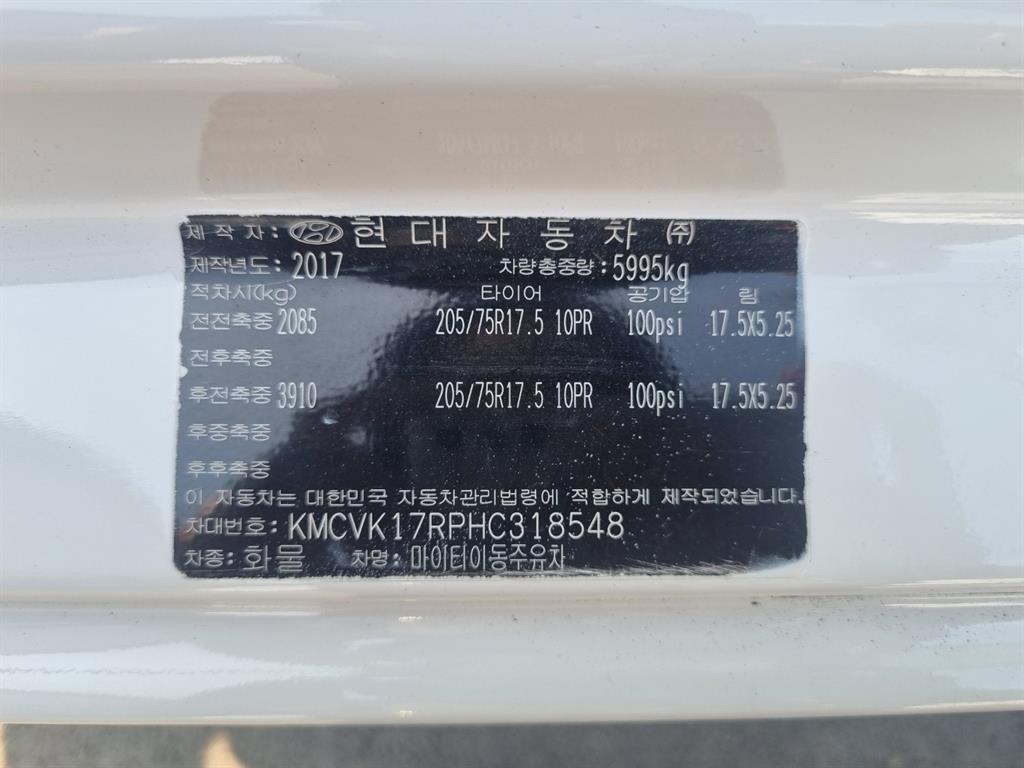 제작자: 현대자동차㈜
제작년도: 2017 차량총중량: 5995kg
적차시(kg) 타이어 공기압 림
전전축중 2085 205/75R17.5 10PR 100psi 17.5X5.25
전후축중
후전축중 3910 205/75R17.5 10PR 100psi 17.5X5.25
후중축중
후후축중
이 자동차는 대한민국 자동차관리법령에 적합하게 제작되었습니다.
차대번호: KMCVK17RPHC318548
차종: 화물 차명: 마이티이동주유차